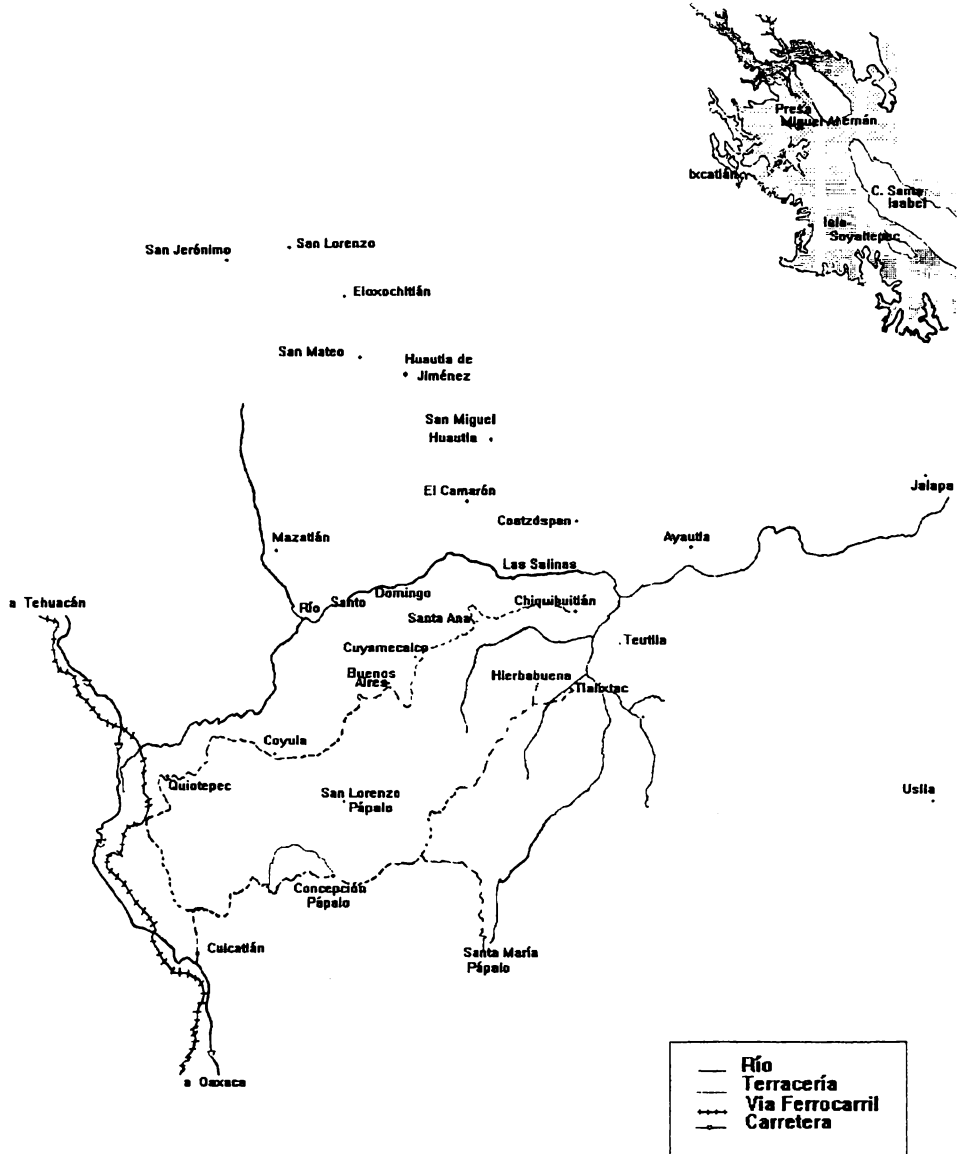 Presa
Miguel Alemán
Ixcatlán
C. Santa
Isabel
Isla
Soyaltepec
San Jerónimo
San Lorenzo
Eloxochitlán
San Mateo
Huautla de
Jiménez
San Miguel
Huautla
El Camarón
Jalapa
Coatzóspan
Mazatlán
Ayautla
Las Salinas
a Tehuacán
Río Santo Domingo
Chiquihuitlán
Santa Ana
Teutila
Cuyamecalco
Buenos
Aires
Hierbabuena
Tlalixtac
Coyula
Quiotepec
San Lorenzo
Pápalo
Usila
Concepción
Pápalo
Cuicatlán
Santa María
Pápalo
a Oaxaca
Río
Terracería
Via Ferrocarril
Carretera